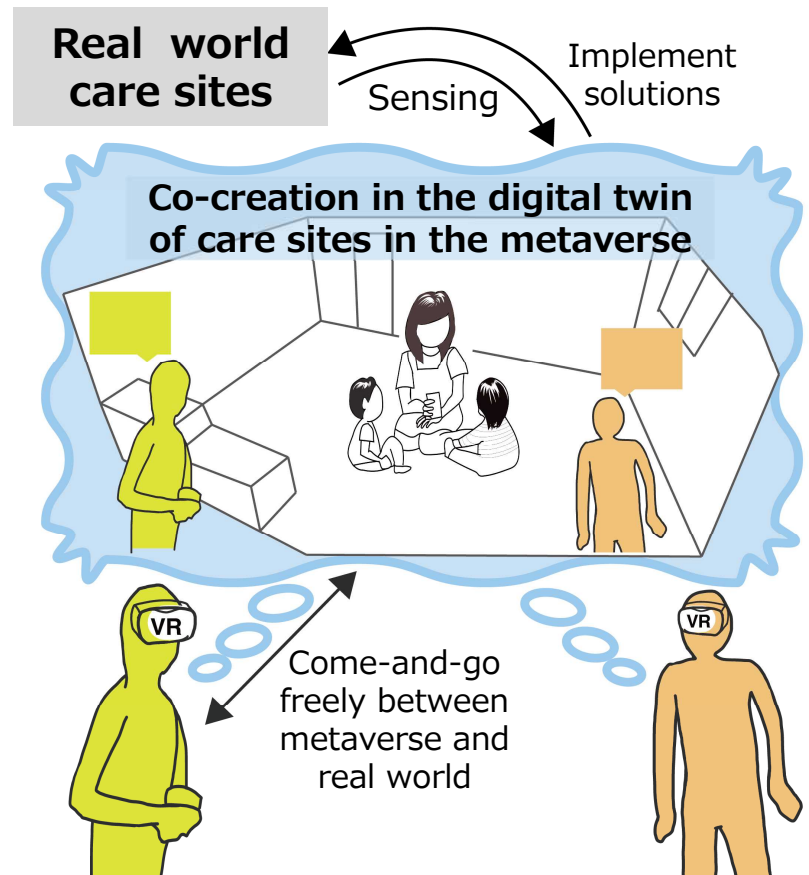 Real world
care sites
Sensing
Implement
solutions
Co-creation in the digital twin
of care sites in the metaverse
VR
VR
Come-and-go
freely between
metaverse and
real world